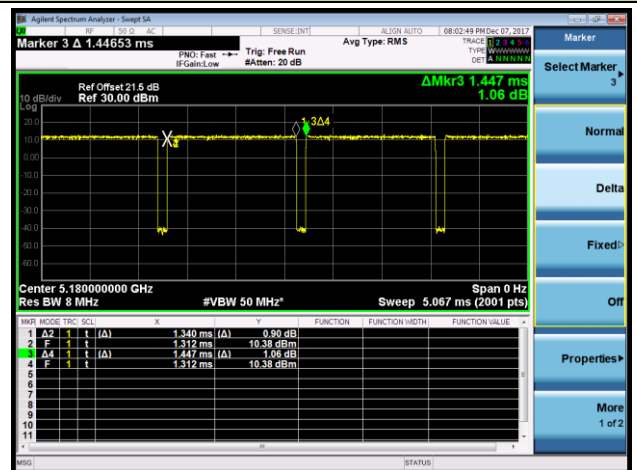 Agilent Spectrum Analyzer - Swept SA
RF 50 Ω AC SENSE:INT ALIGN AUTO 08:02:49 PM Dec 07, 2017
Marker 3 Δ 1.44653 ms
PNO: Fast
IFGain:Low
Trig: Free Run
#Atten: 20 dB
Avg Type: RMS
TRACE 1 2 3 4 5 6
TYPE
DET A N N N N N
Ref Offset 21.5 dB
10 dB/div Ref 30.00 dBm
Log
ΔMkr3 1.447 ms
1.06 dB
20.0
10.0
0.00
-10.0
-20.0
-30.0
-40.0
-50.0
-60.0
3Δ4
Center 5.180000000 GHz Span 0 Hz
Res BW 8 MHz #VBW 50 MHz* Sweep 5.067 ms (2001 pts)
MKR MODE TRC SCL X Y FUNCTION FUNCTION WIDTH FUNCTION VALUE
1 Δ2 1 t (Δ) 1.340 ms (Δ) 0.90 dB
2 F 1 t 1.312 ms 10.38 dBm
3 Δ4 1 t (Δ) 1.447 ms (Δ) 1.06 dB
4 F 1 t 1.312 ms 10.38 dBm
5
6
7
8
9
10
11
MSG STATUS
Marker
Select Marker
3
Normal
Delta
Fixed
Off
Properties
More
1 of 2